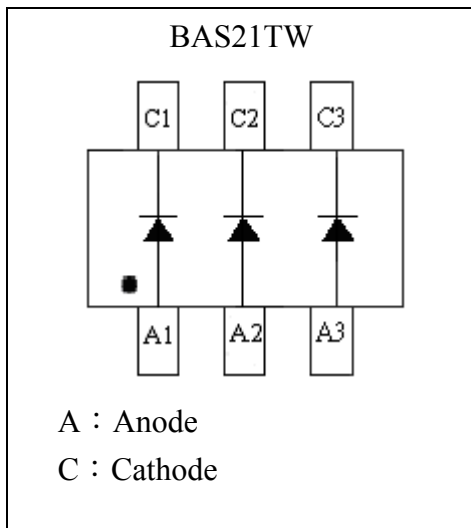 BAS21TW
C1 C2 C3
A1 A2 A3
A：Anode
C：Cathode